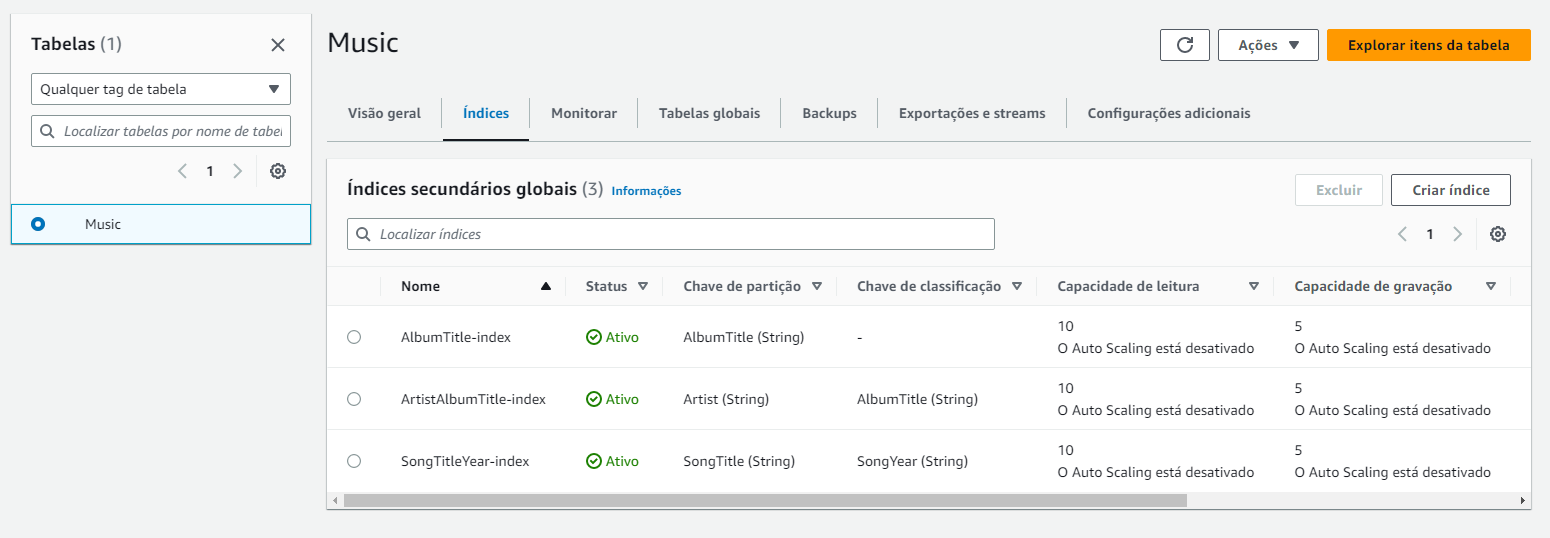 Tabelas (1)
Qualquer tag de tabela
Localizar tabelas por nome de tabel
1
Music
Music
Ações
Explorar itens da tabela
Visão geral
Índices
Monitorar
Tabelas globais
Backups
Exportações e streams
Configurações adicionais
Índices secundários globais (3) Informações
Excluir
Criar índice
Localizar índices
1
Nome Status Chave de partição Chave de classificação Capacidade de leitura Capacidade de gravação
AlbumTitle-index Ativo AlbumTitle (String) - 10 5
O Auto Scaling está desativado O Auto Scaling está desativado
ArtistAlbumTitle-index Ativo Artist (String) AlbumTitle (String) 10 5
O Auto Scaling está desativado O Auto Scaling está desativado
SongTitleYear-index Ativo SongTitle (String) SongYear (String) 10 5
O Auto Scaling está desativado O Auto Scaling está desativado